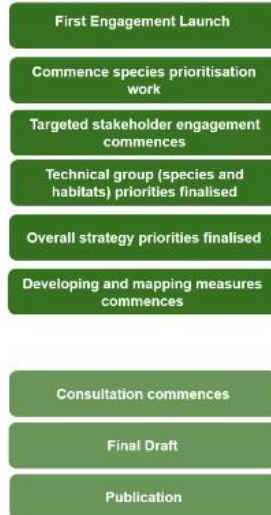 First Engagement Launch
Commence species prioritisation
work
Targeted stakeholder engagement
commences
Technical group (species and
habitats) priorities finalised
Overall strategy priorities finalised
Developing and mapping measures
commences
Consultation commences
Final Draft
Publication